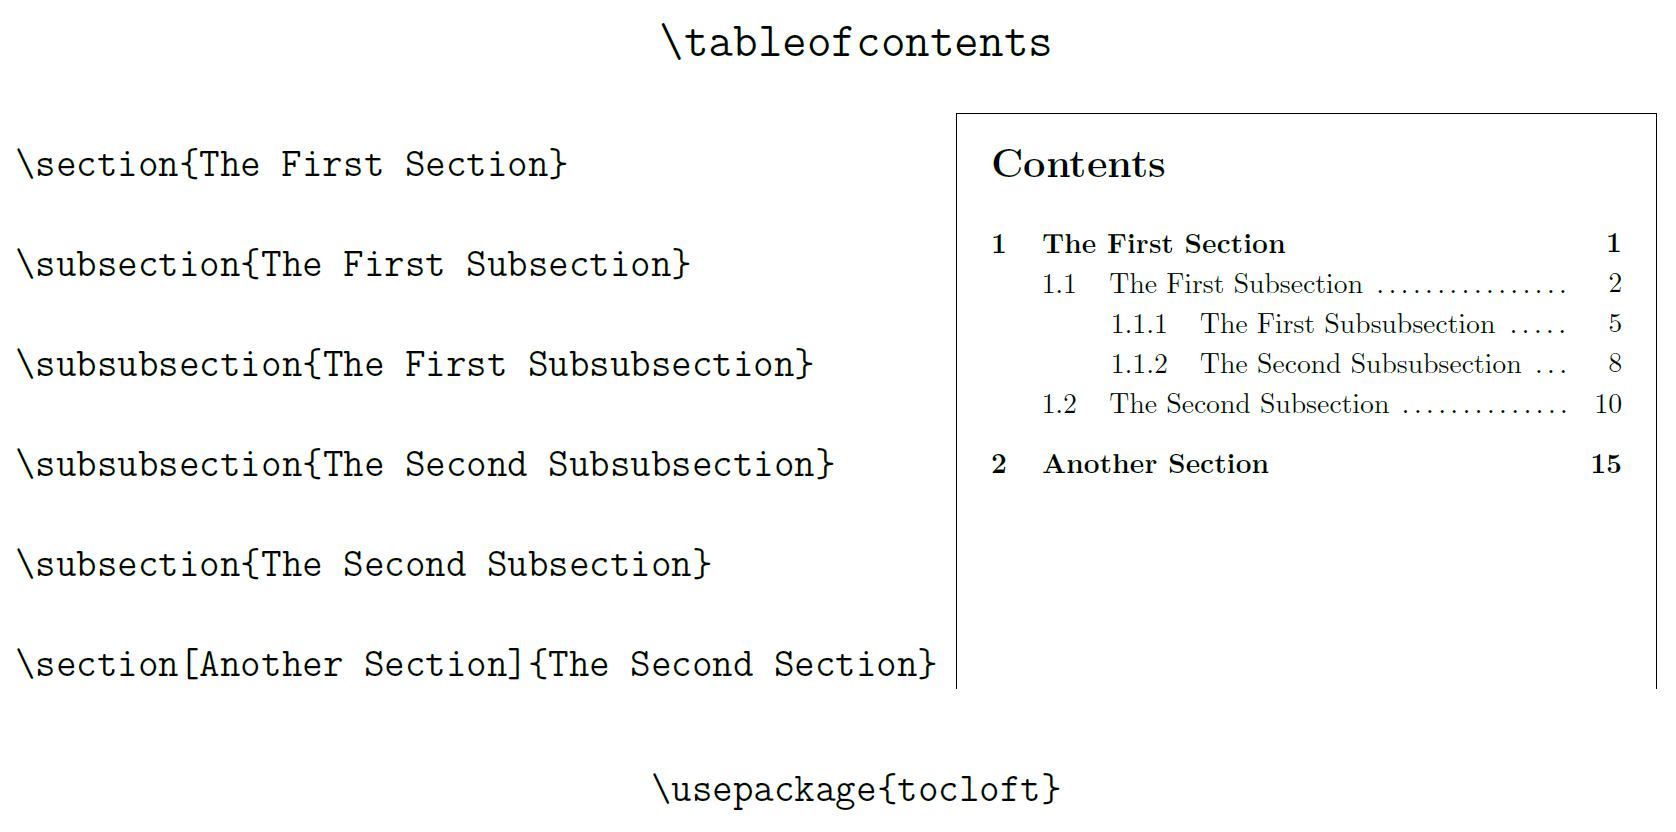 \tableofcontents
\section{The First Section}
\subsection{The First Subsection}
\subsubsection{The First Subsubsection}
\subsubsection{The Second Subsubsection}
\subsection{The Second Subsection}
\section[Another Section]{The Second Section}
Contents
1 The First Section 1
1.1 The First Subsection ................ 2
1.1.1 The First Subsubsection ..... 5
1.1.2 The Second Subsubsection ... 8
1.2 The Second Subsection .............. 10
2 Another Section 15
\usepackage{tocloft}